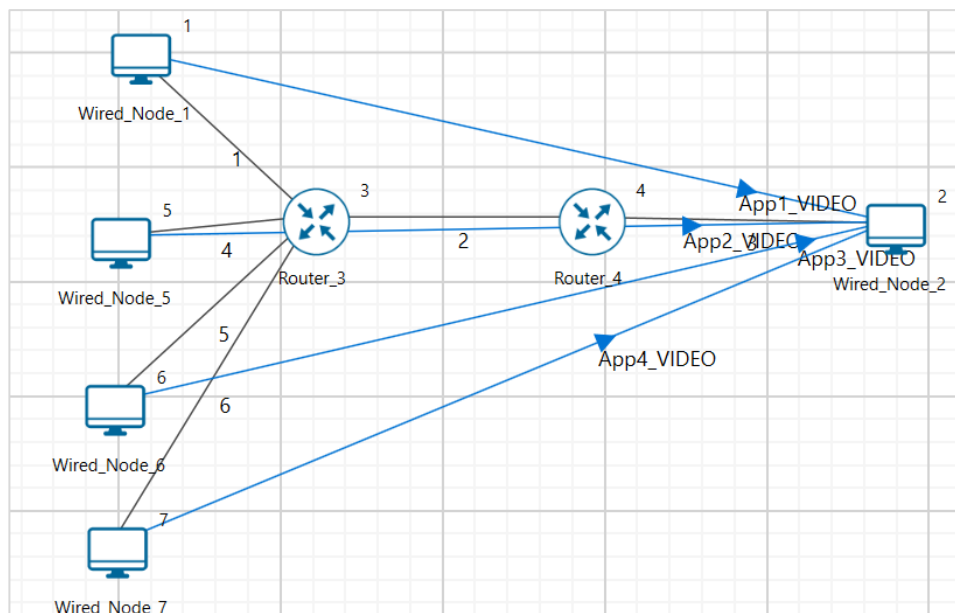 1
Wired_Node_1
1
3
4
2
5
App1_VIDEO
4
2
App2_VIDEO
3
App3_VIDEO
Wired_Node_5
Router_3
Router_4
Wired_Node_2
5
App4_VIDEO
6
6
Wired_Node_6
7
Wired_Node_7